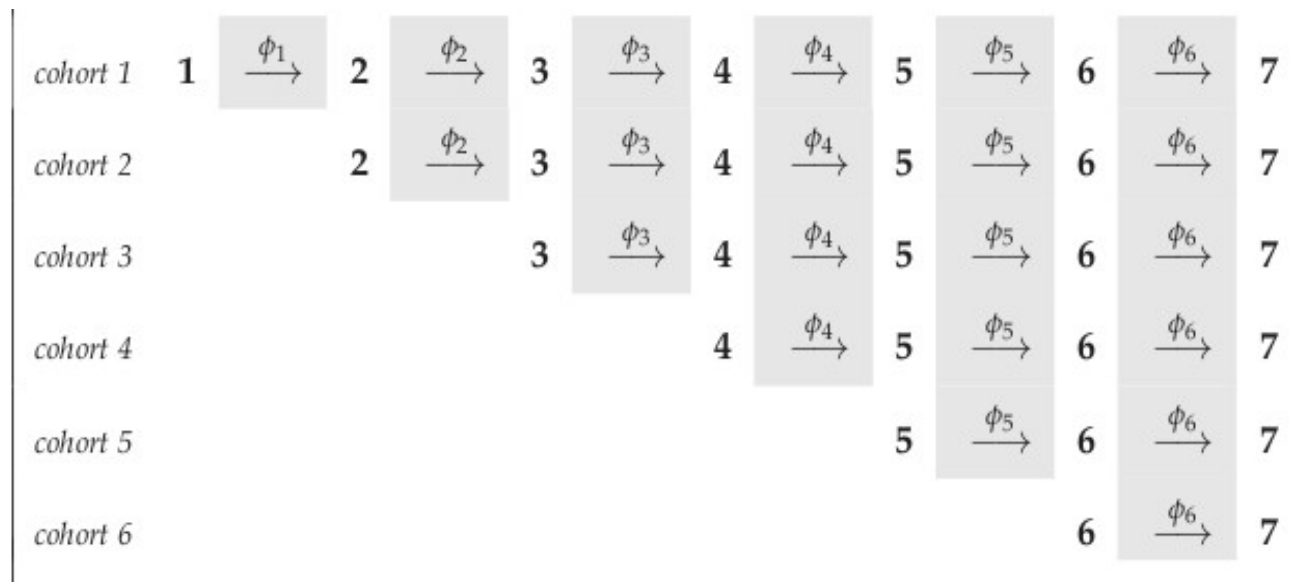 cohort 1 1 ϕ1 → 2 ϕ2 → 3 ϕ3 → 4 ϕ4 → 5 ϕ5 → 6 ϕ6 → 7
cohort 2 2 ϕ2 → 3 ϕ3 → 4 ϕ4 → 5 ϕ5 → 6 ϕ6 → 7
cohort 3 3 ϕ3 → 4 ϕ4 → 5 ϕ5 → 6 ϕ6 → 7
cohort 4 4 ϕ4 → 5 ϕ5 → 6 ϕ6 → 7
cohort 5 5 ϕ5 → 6 ϕ6 → 7
cohort 6 6 ϕ6 → 7